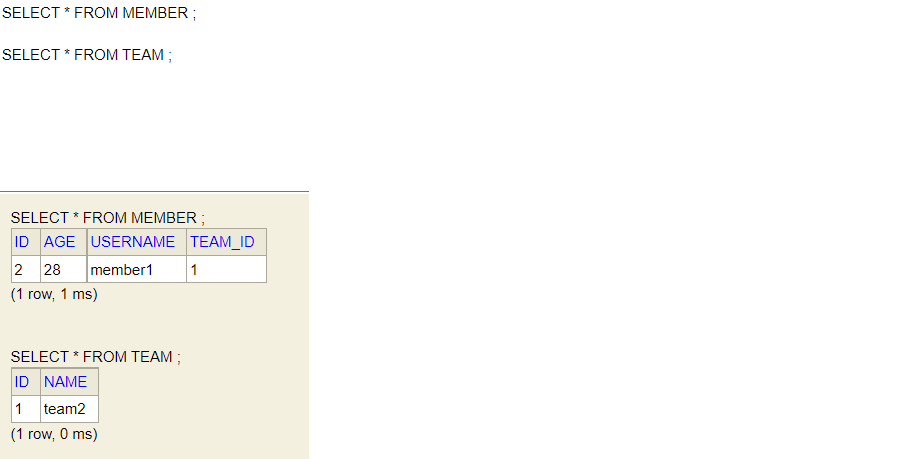 SELECT * FROM MEMBER ;
SELECT * FROM TEAM ;
SELECT * FROM MEMBER ;
ID AGE USERNAME TEAM_ID
2 28 member1 1
(1 row, 1 ms)
SELECT * FROM TEAM ;
ID NAME
1 team2
(1 row, 0 ms)